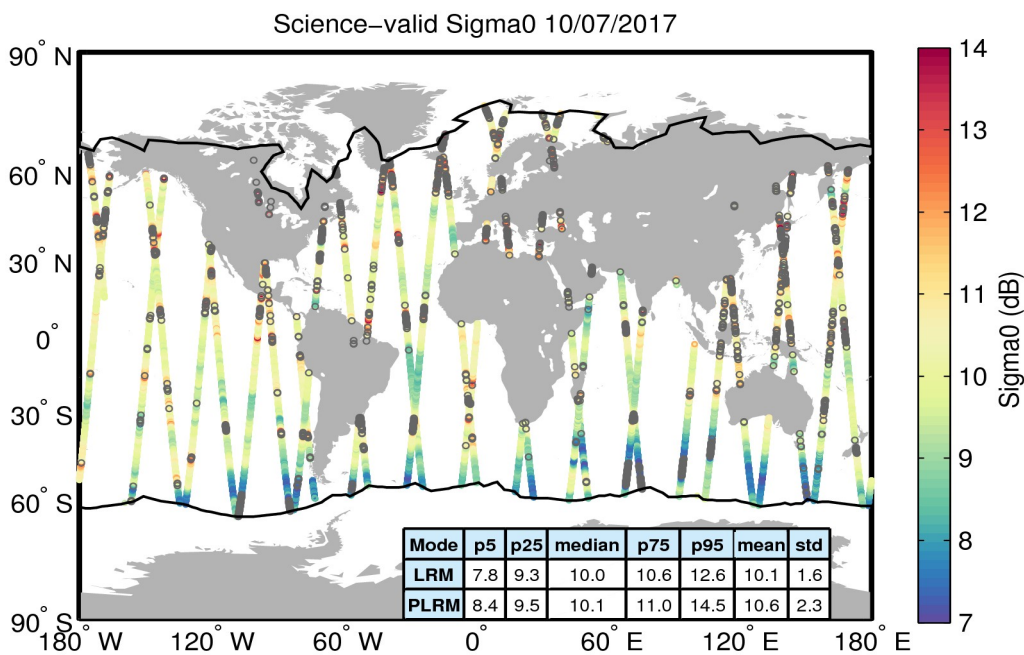 Science−valid Sigma0 10/07/2017
90° N
60° N
30° N
0°
30° S
60° S
90° S
180° W
120° W
60° W
0°
60° E
120° E
180° E
14
13
12
11
10
9
8
7
Sigma0 (dB)
Mode p5 p25 median p75 p95 mean std
LRM 7.8 9.3 10.0 10.6 12.6 10.1 1.6
PLRM 8.4 9.5 10.1 11.0 14.5 10.6 2.3